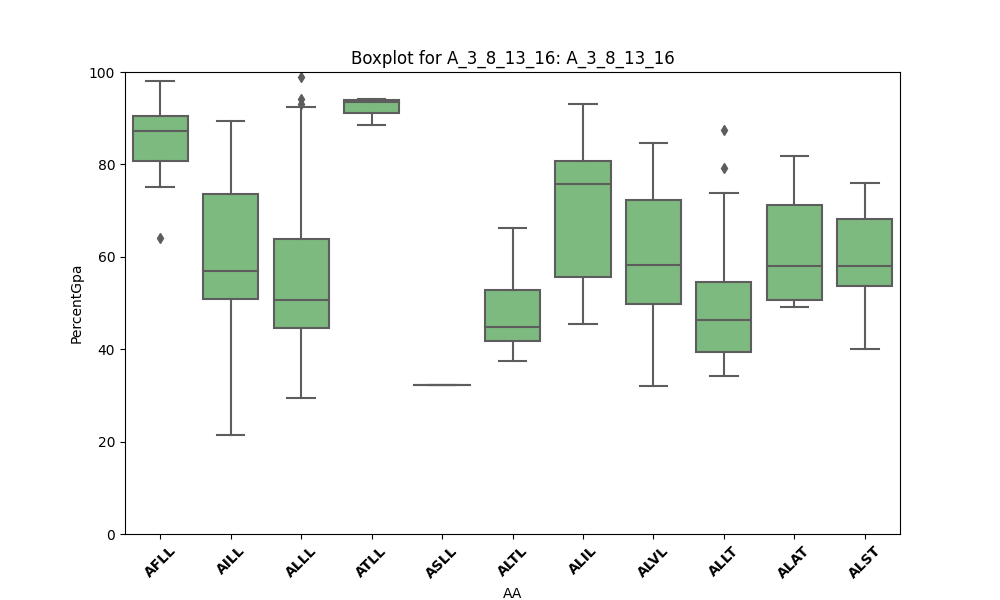 Boxplot for A_3_8_13_16: A_3_8_13_16
PercentGpa
100
80
60
40
20
0
AFLL
AILL
ALLL
ATLL
ASLL
ALTL
ALIL
ALVL
ALLT
ALAT
ALST
AA